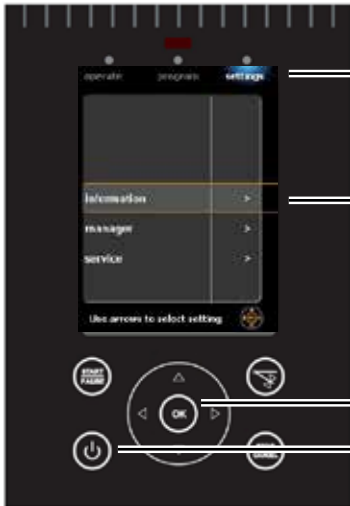 operate program settings
information >
manager >
service >
Use arrows to select setting
START PAUSE
OK